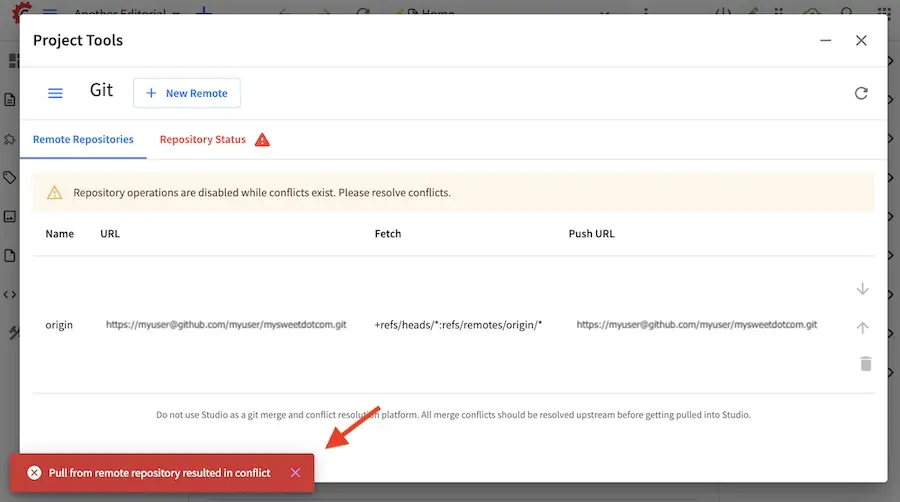 Another Editorial
Home
Project Tools
Git
New Remote
Remote Repositories
Repository Status
Repository operations are disabled while conflicts exist. Please resolve conflicts.
Name URL Fetch Push URL
origin https://myuser@github.com/myuser/mysweetdotcom.git +refs/heads/*:refs/remotes/origin/* https://myuser@github.com/myuser/mysweetdotcom.git
Do not use Studio as a git merge and conflict resolution platform. All merge conflicts should be resolved upstream before getting pulled into Studio.
Pull from remote repository resulted in conflict